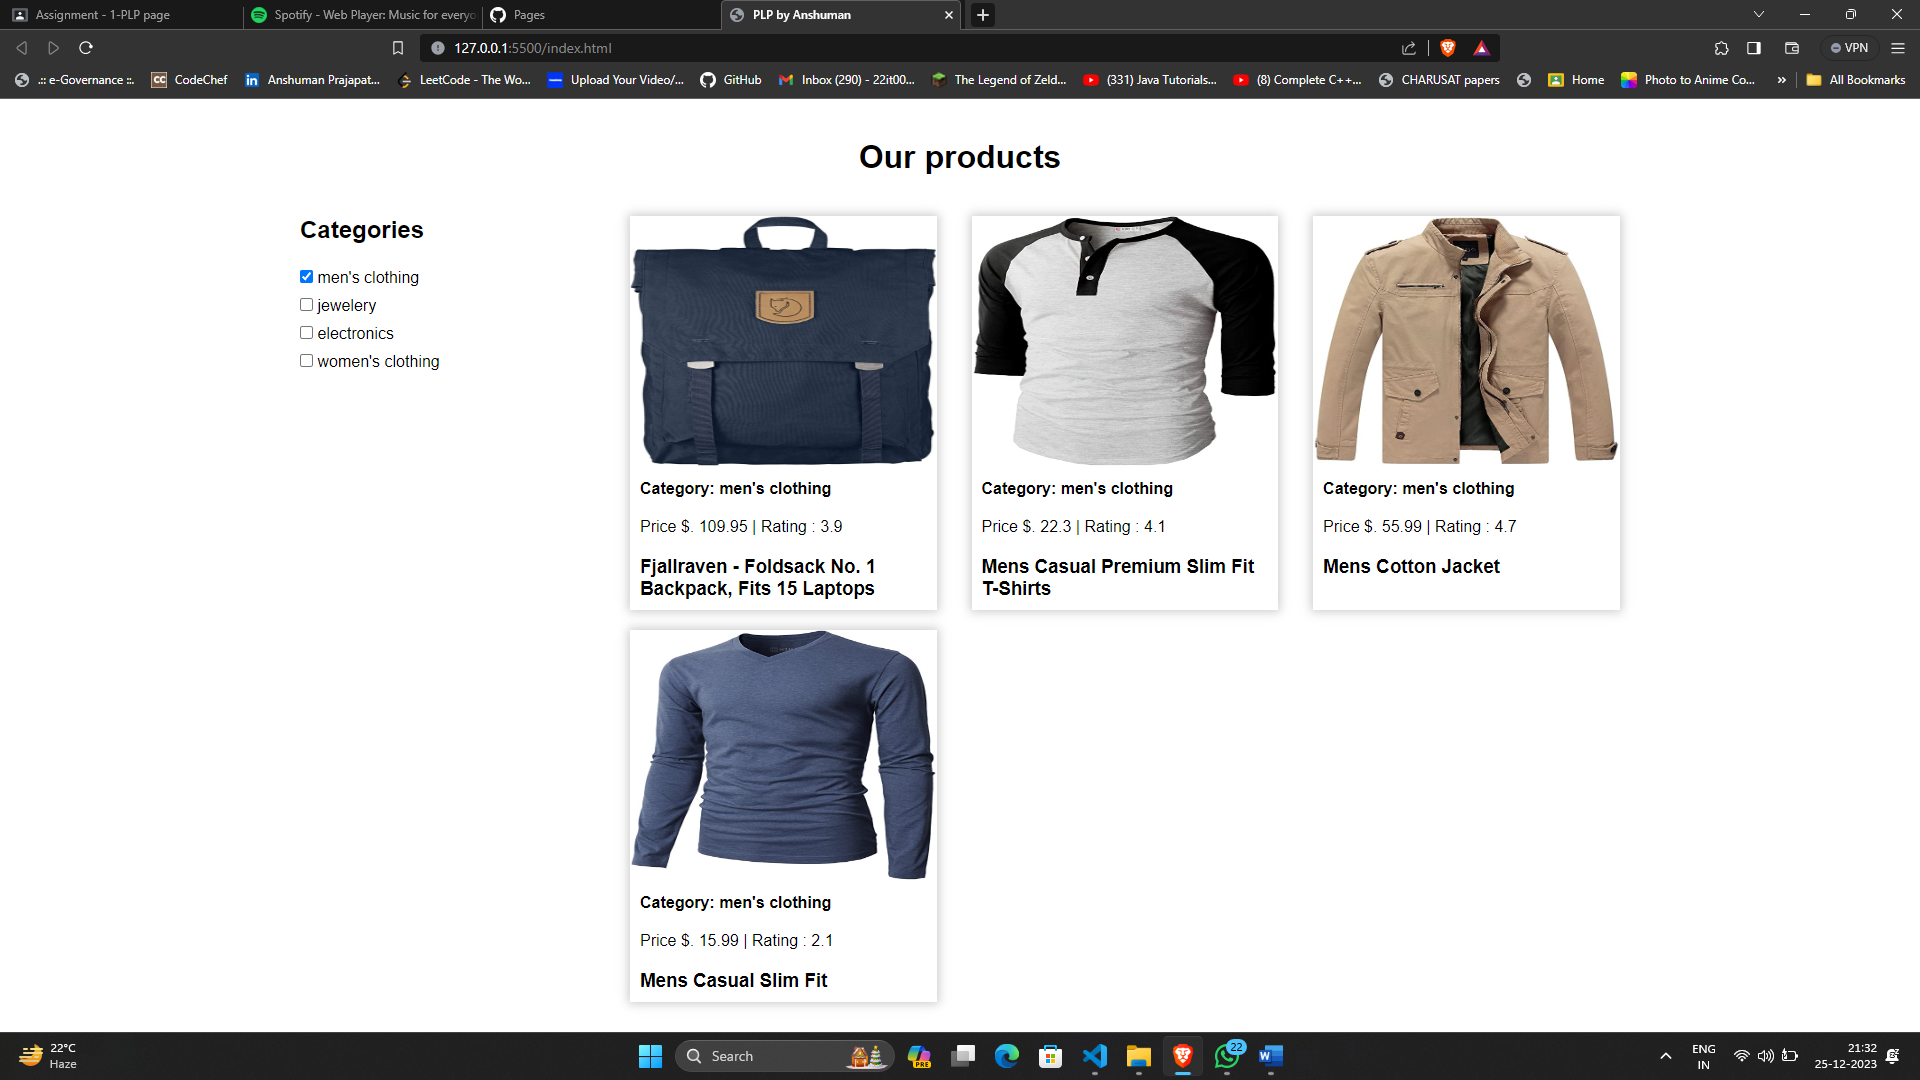 Assignment - 1-PLP page
Spotify - Web Player: Music for everyo
Pages
PLP by Anshuman
127.0.0.1:5500/index.html
VPN
.:: e-Governance ::.
CC
CodeChef
in
Anshuman Prajapat...
LeetCode - The Wo...
Upload Your Video/...
GitHub
Inbox (290) - 22it00...
The Legend of Zeld...
(331) Java Tutorials...
(8) Complete C++...
CHARUSAT papers
Home
Photo to Anime Co...
»
All Bookmarks
Our products
Categories
men's clothing
jewelery
electronics
women's clothing
Category: men's clothing
Price $. 109.95 | Rating : 3.9
Fjallraven - Foldsack No. 1
Backpack, Fits 15 Laptops
Category: men's clothing
Price $. 22.3 | Rating : 4.1
Mens Casual Premium Slim Fit
T-Shirts
Category: men's clothing
Price $. 55.99 | Rating : 4.7
Mens Cotton Jacket
Category: men's clothing
Price $. 15.99 | Rating : 2.1
Mens Casual Slim Fit
22°C
Haze
Search
PRE
22
W
ENG
IN
21:32
25-12-2023